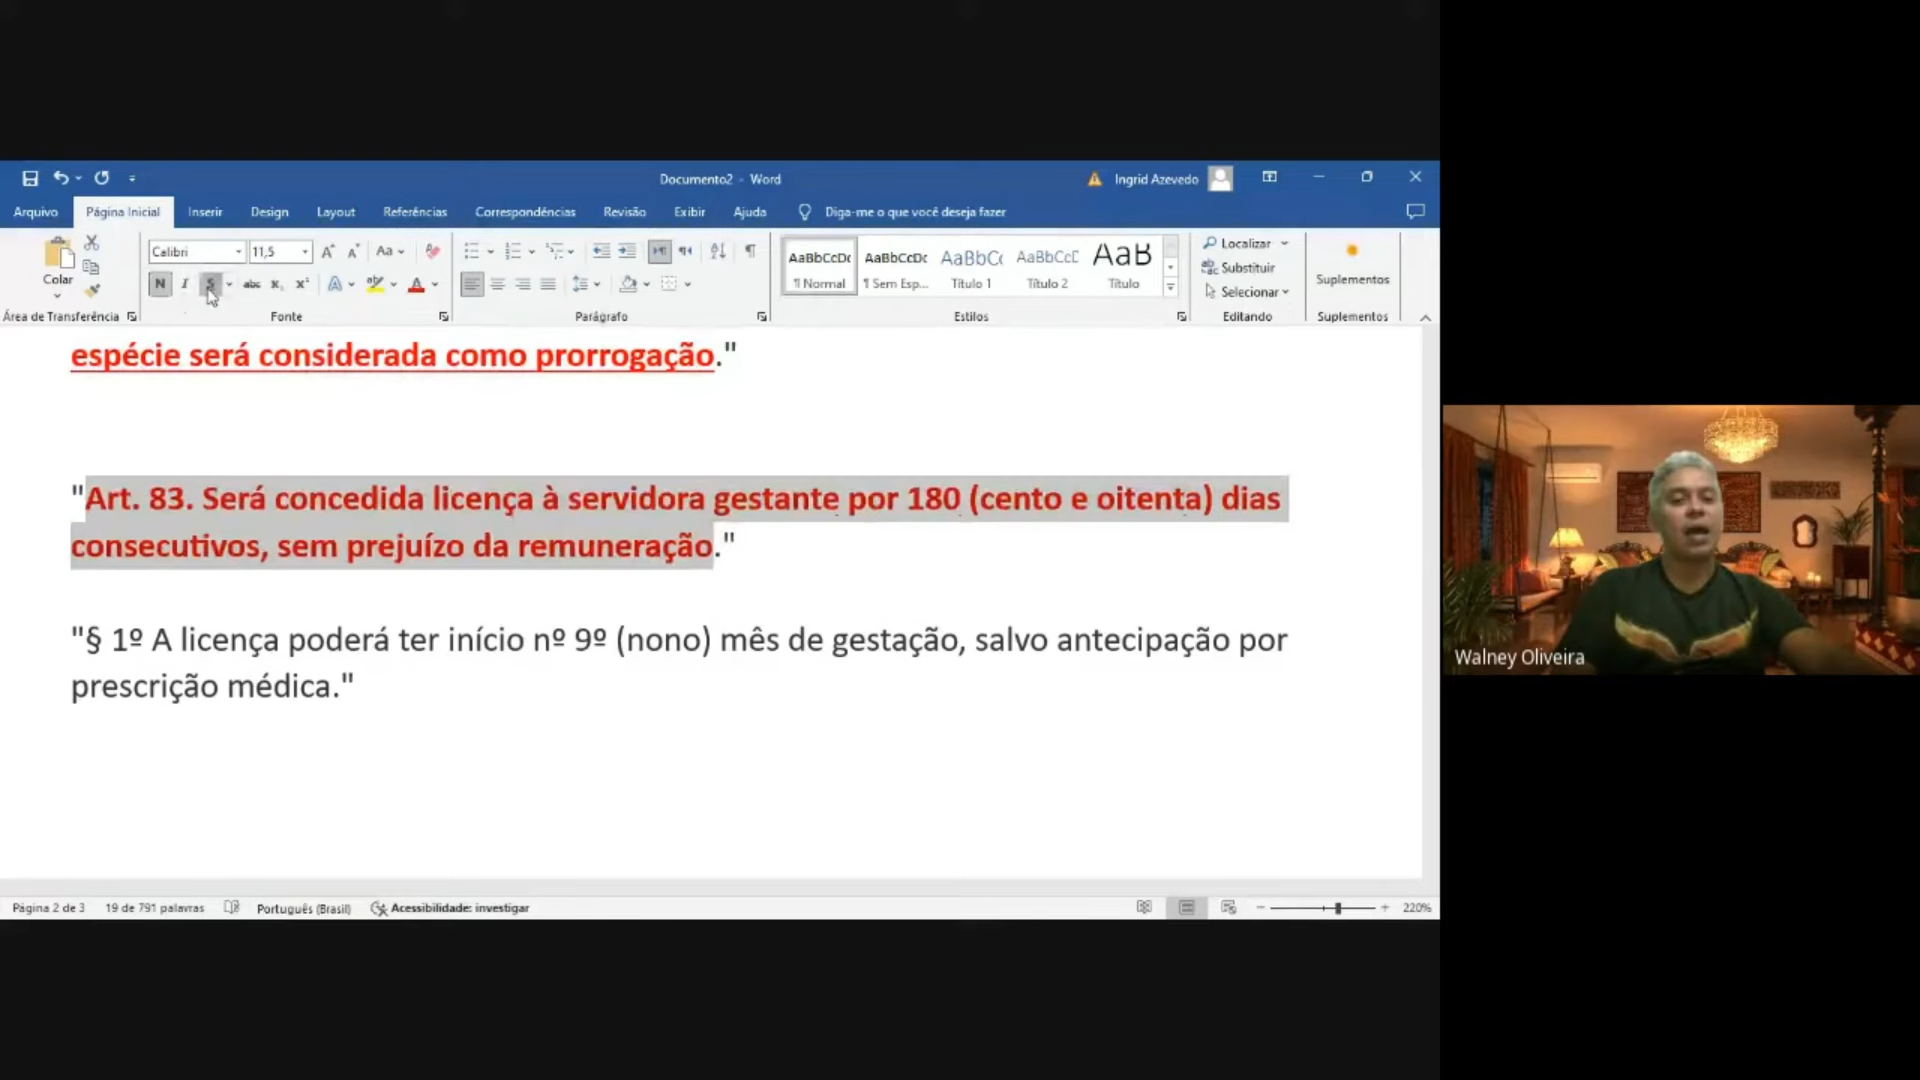 Documento2 - Word
Ingrid Azevedo
Arquivo
Página Inicial
Inserir
Design
Layout
Referências
Correspondências
Revisão
Exibir
Ajuda
Diga-me o que você deseja fazer
Colar
Calibri
11,5
Aa
N I S abc x₂ x²
Área de Transferência
Fonte
Parágrafo
AaBbCcDc
¶ Normal
AaBbCcDc
¶ Sem Esp...
AaBbCc
Título 1
AaBbCcD
Título 2
AaB
Título
Estilos
Localizar
Substituir
Selecionar
Editando
Suplementos
Suplementos
espécie será considerada como prorrogação."
"Art. 83. Será concedida licença à servidora gestante por 180 (cento e oitenta) dias
consecutivos, sem prejuízo da remuneração."
"§ 1º A licença poderá ter início nº 9º (nono) mês de gestação, salvo antecipação por
prescrição médica."
Walney Oliveira
Página 2 de 3
19 de 791 palavras
Português (Brasil)
Acessibilidade: investigar
220%